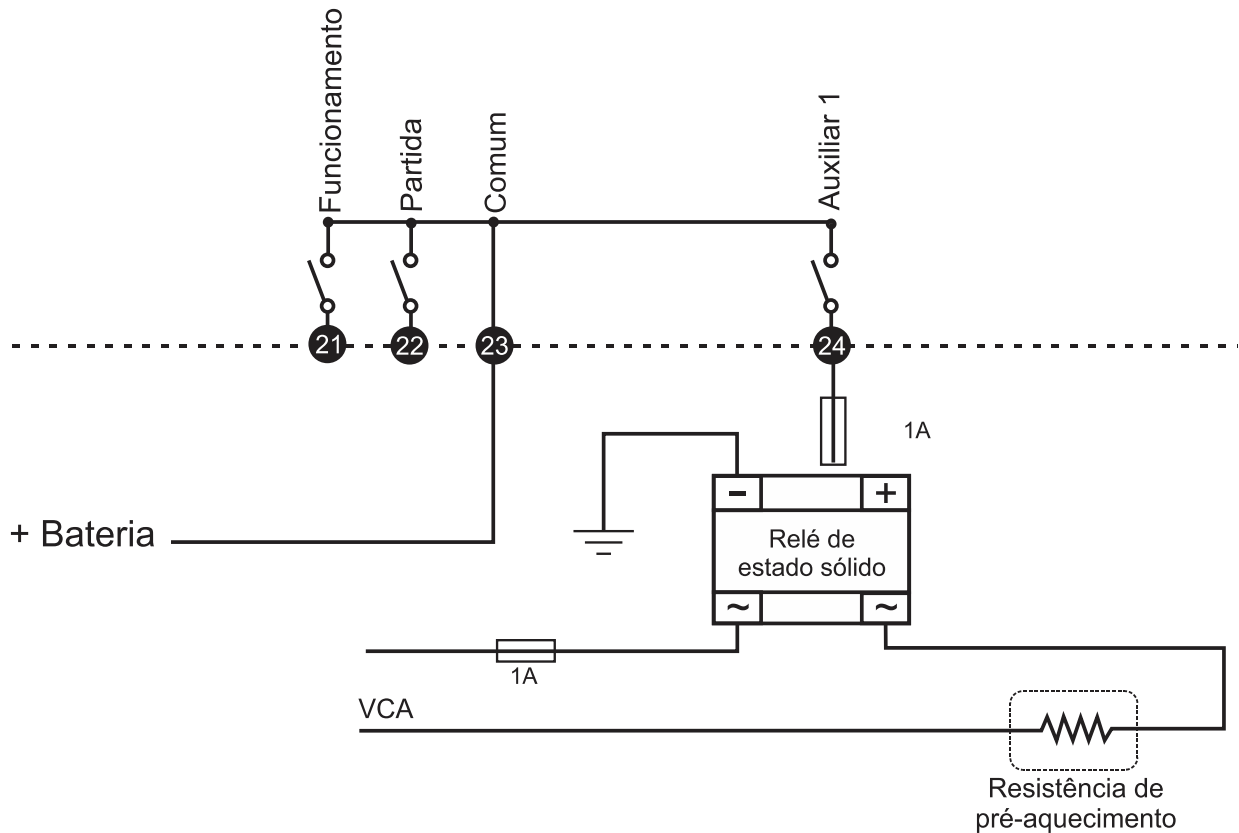 Funcionamento
Partida
Comum
Auxiliar 1
21
22
23
24
1A
- +
+ Bateria
Relé de
estado sólido
~ ~
1A
VCA
Resistência de
pré-aquecimento